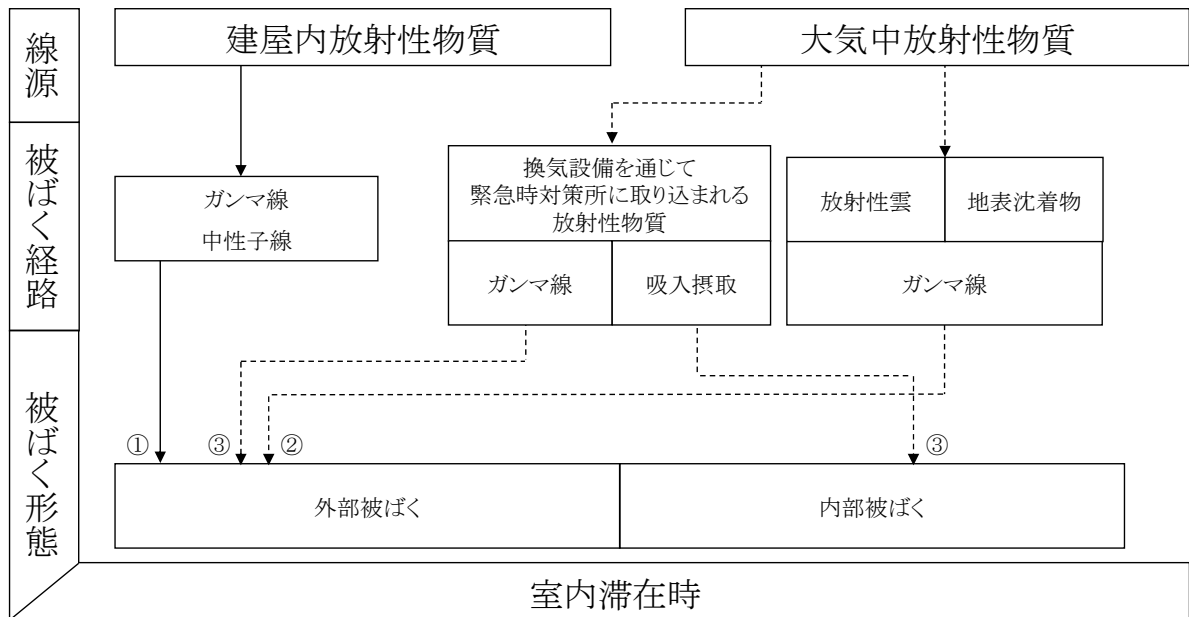 線源
建屋内放射性物質
大気中放射性物質
被ばく経路
ガンマ線
中性子線
換気設備を通じて
緊急時対策所に取り込まれる
放射性物質
ガンマ線
吸入摂取
放射性雲
地表沈着物
ガンマ線
被ばく形態
①
③
②
③
外部被ばく
内部被ばく
室内滞在時